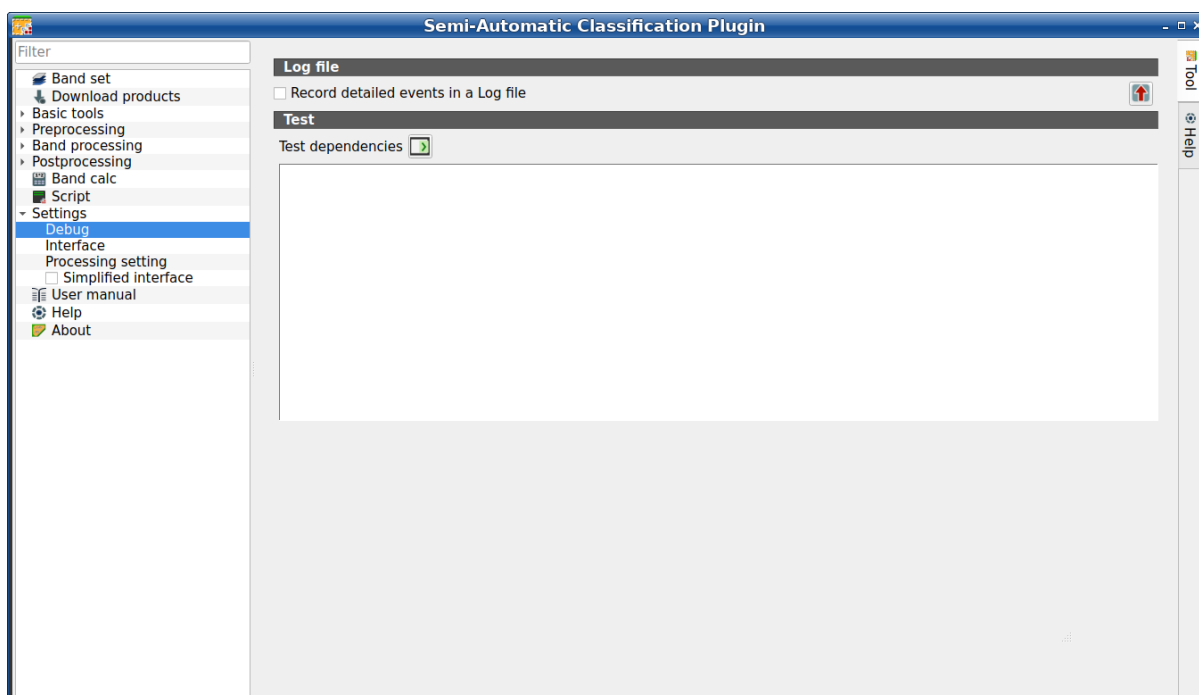 Semi-Automatic Classification Plugin
Filter
Band set
Download products
Basic tools
Preprocessing
Band processing
Postprocessing
Band calc
Script
Settings
Debug
Interface
Processing setting
Simplified interface
User manual
Help
About
Log file
Record detailed events in a Log file
Test
Test dependencies
Tool
Help